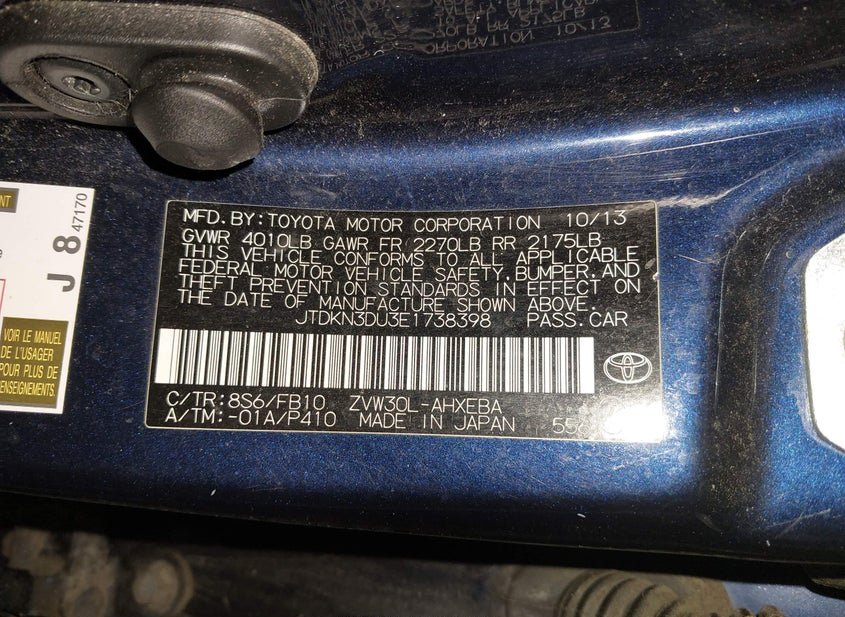 NT
J 8 47170
VOIR LE MANUEL
DE L'USAGER
POUR PLUS DE
RENSEIGNEMENTS.
MFD. BY: TOYOTA MOTOR CORPORATION 10/13
GVWR 4010LB GAWR FR 2270LB RR 2175LB
THIS VEHICLE CONFORMS TO ALL APPLICABLE
FEDERAL MOTOR VEHICLE SAFETY, BUMPER, AND
THEFT PREVENTION STANDARDS IN EFFECT ON
THE DATE OF MANUFACTURE SHOWN ABOVE.
JTDKN3DU3E1738398 PASS. CAR
C/TR: 8S6/FB10 ZVW30L-AHXEBA
A/TM: -01A/P410 MADE IN JAPAN 556